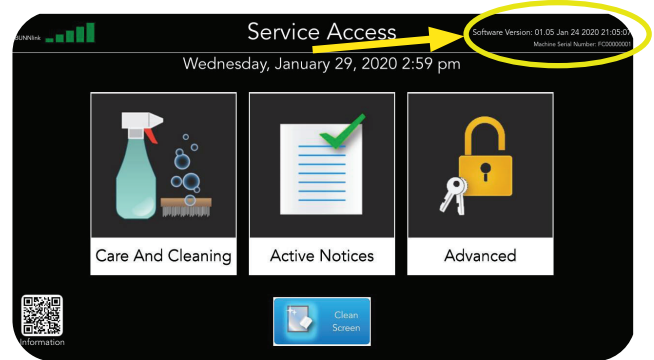 BUNNlink
Service Access
Software Version: 01.05 Jan 24 2020 21:05:07
Machine Serial Number: FC00000001
Wednesday, January 29, 2020 2:59 pm
Care And Cleaning
Active Notices
Advanced
Clean
Screen
Information